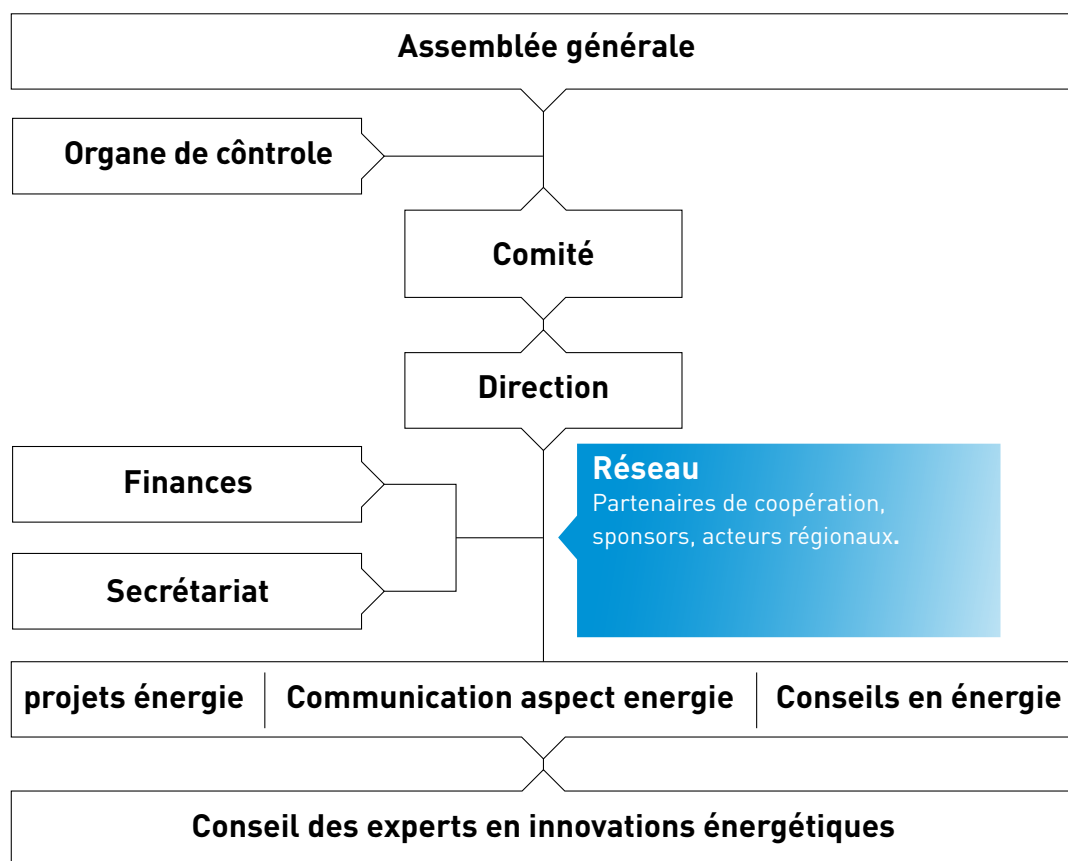 Assemblée générale
Organe de côntrole
Comité
Direction
Finances
Secrétariat
Réseau
Partenaires de coopération,
sponsors, acteurs régionaux.
projets énergie
Communication aspect energie
Conseils en énergie
Conseil des experts en innovations énergétiques